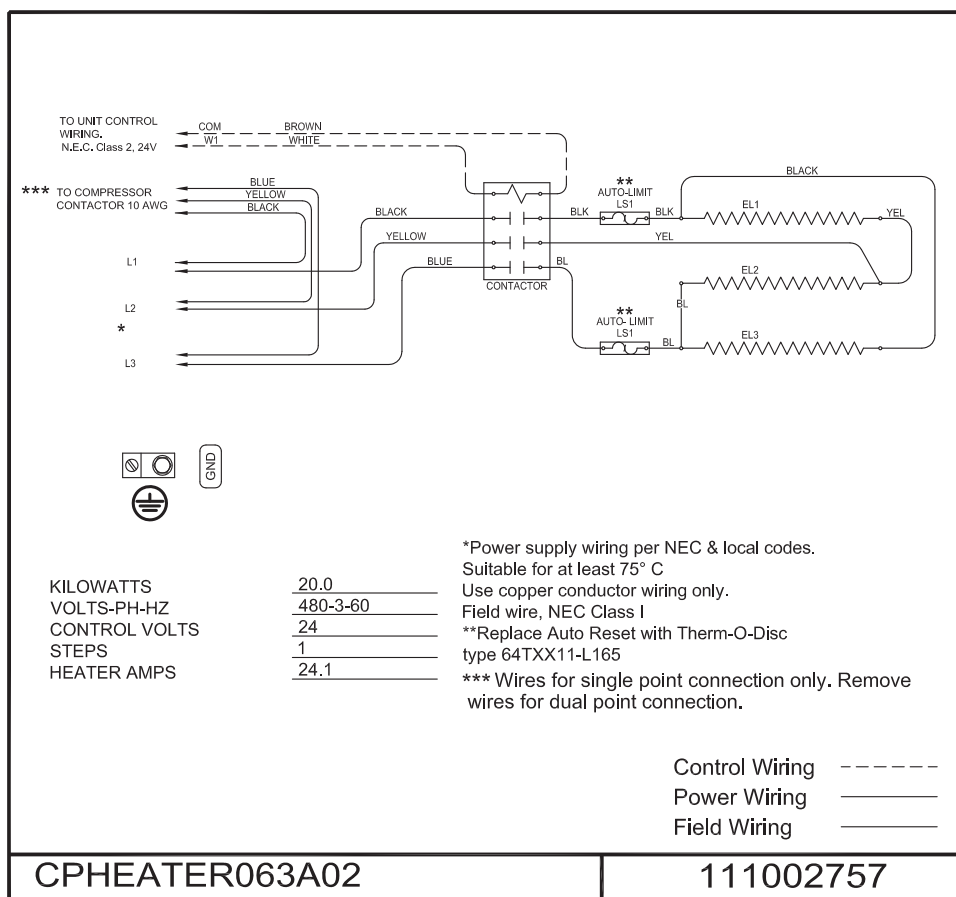 TO UNIT CONTROL
WIRING.
N.E.C. Class 2, 24V
COM
BROWN
W1
WHITE
*** TO COMPRESSOR
CONTACTOR 10 AWG
BLUE
YELLOW
BLACK
L1
L2
*
L3
BLACK
YELLOW
BLUE
CONTACTOR
BLK
**
AUTO-LIMIT
LS1
BLK
BLACK
EL1
YEL
YEL
EL2
BL
BL
**
AUTO- LIMIT
LS1
BL
EL3
GND
KILOWATTS 20.0
VOLTS-PH-HZ 480-3-60
CONTROL VOLTS 24
STEPS 1
HEATER AMPS 24.1
*Power supply wiring per NEC & local codes.
Suitable for at least 75° C
Use copper conductor wiring only.
Field wire, NEC Class I
**Replace Auto Reset with Therm-O-Disc
type 64TXX11-L165
*** Wires for single point connection only. Remove
wires for dual point connection.
Control Wiring
Power Wiring
Field Wiring
CPHEATER063A02
111002757